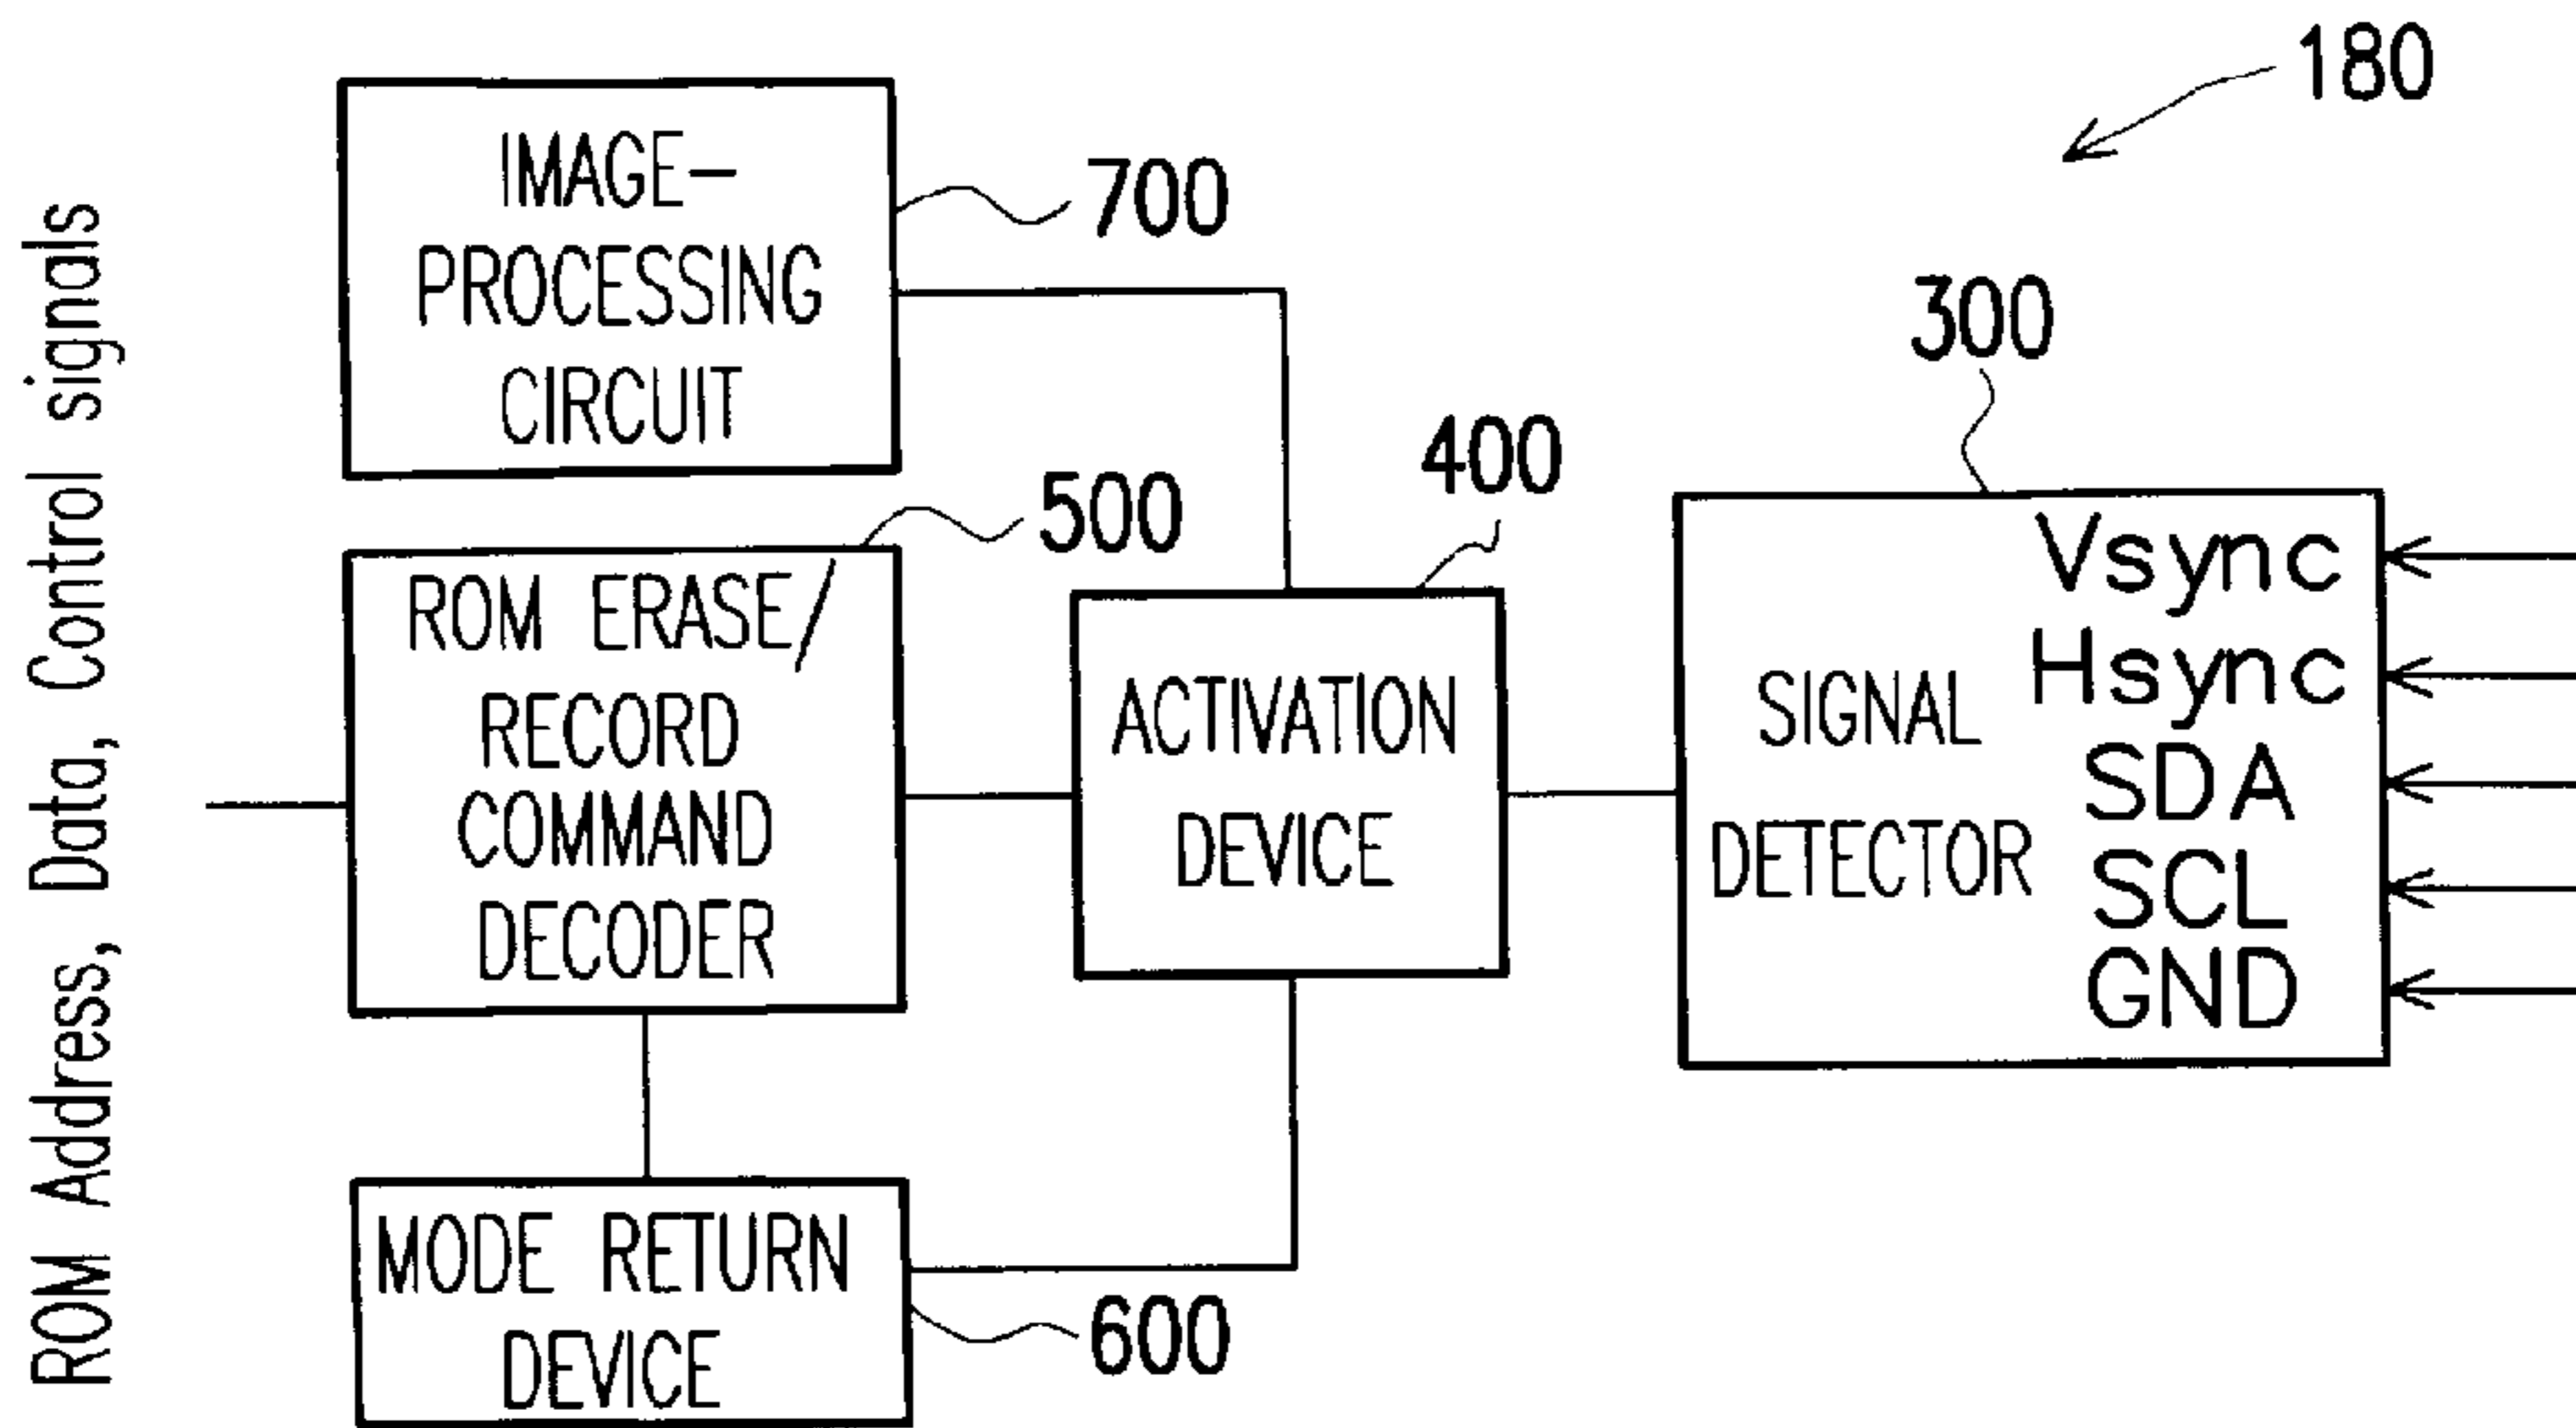 180
IMAGE-
PROCESSING
CIRCUIT
700
ROM ERASE/
RECORD
COMMAND
DECODER
500
ACTIVATION
DEVICE
400
SIGNAL
DETECTOR
300
Vsync
Hsync
SDA
SCL
GND
MODE RETURN
DEVICE
600
ROM Address, Data, Control signals